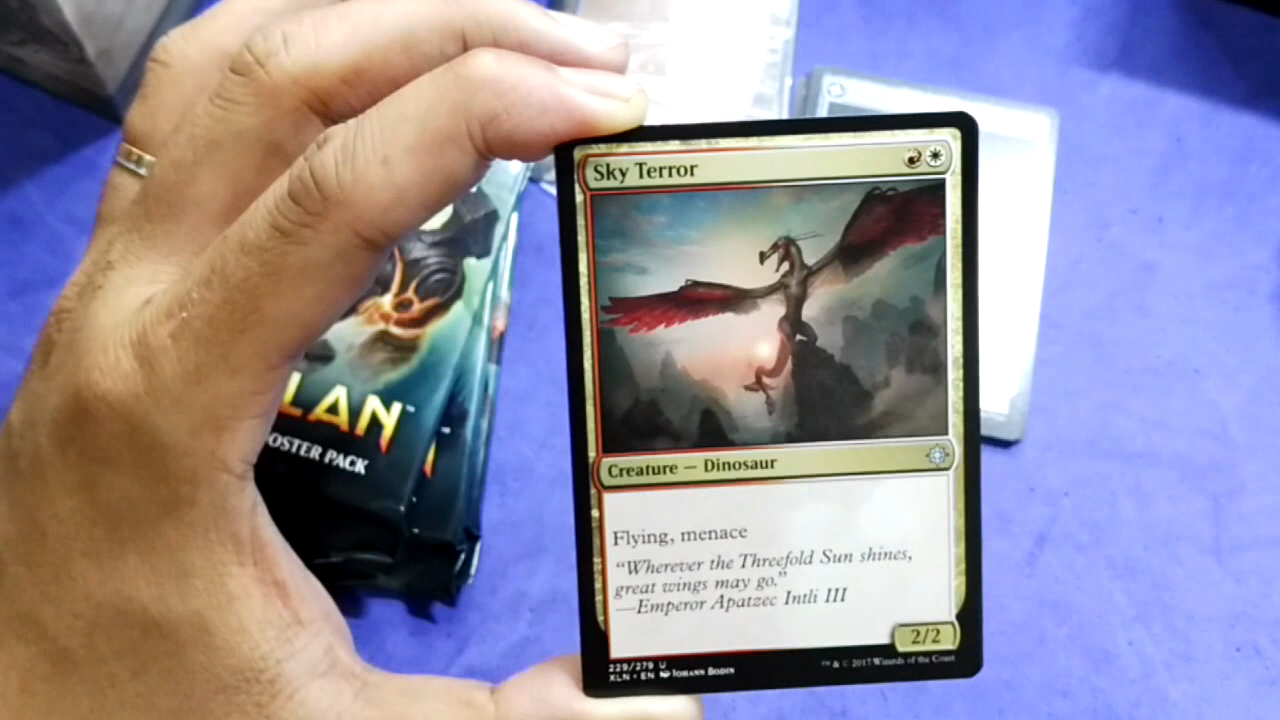 Sky Terror
Creature — Dinosaur
Flying, menace
“Wherever the Threefold Sun shines,
great wings may go.”
—Emperor Apatzec Intli III
2/2
229/279 U
XLN • EN Johann Bodin
™ & © 2017 Wizards of the Coast
LAN™
OSTER PACK